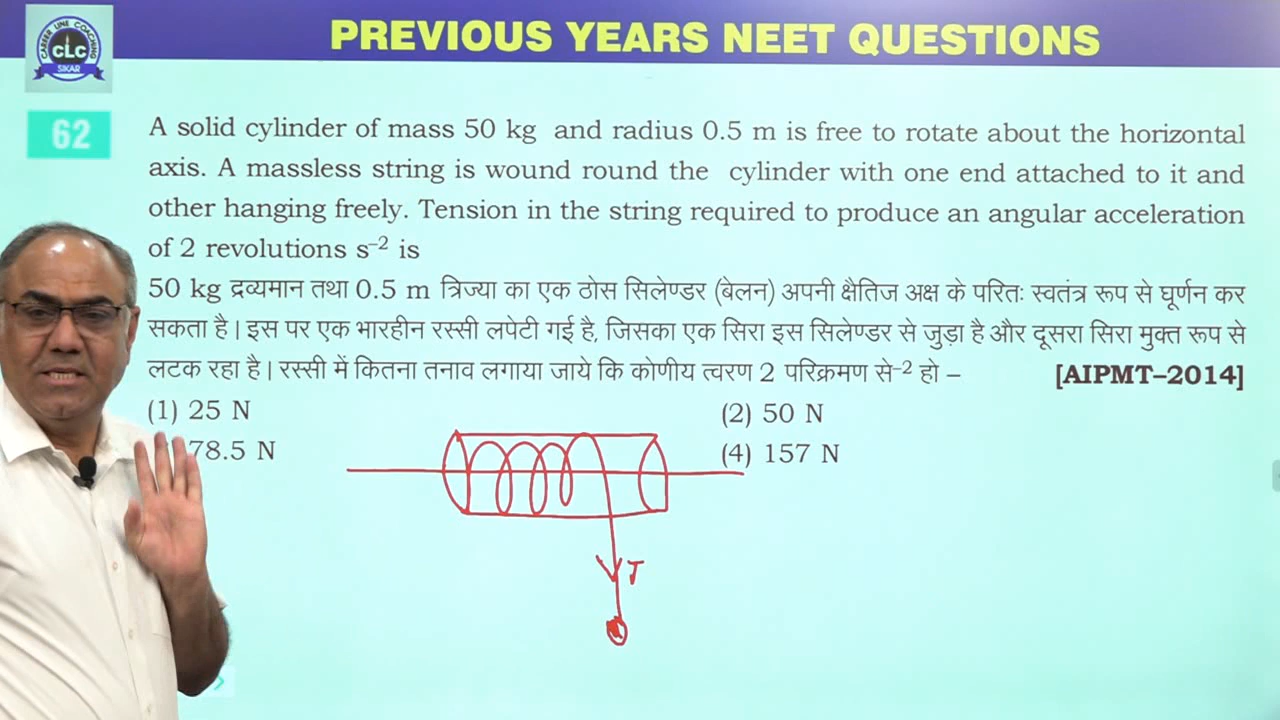 PREVIOUS YEARS NEET QUESTIONS
CAREER LINE COACHING
CLC
SIKAR
62
A solid cylinder of mass 50 kg and radius 0.5 m is free to rotate about the horizontal
axis. A massless string is wound round the cylinder with one end attached to it and
other hanging freely. Tension in the string required to produce an angular acceleration
of 2 revolutions s⁻² is
50 kg द्रव्यमान तथा 0.5 m त्रिज्या का एक ठोस सिलेण्डर (बेलन) अपनी क्षैतिज अक्ष के परितः स्वतंत्र रूप से घूर्णन कर
सकता है। इस पर एक भारहीन रस्सी लपेटी गई है, जिसका एक सिरा इस सिलेण्डर से जुड़ा है और दूसरा सिरा मुक्त रूप से
लटक रहा है। रस्सी में कितना तनाव लगाया जाये कि कोणीय त्वरण 2 परिक्रमण से⁻² हो – [AIPMT–2014]
(1) 25 N (2) 50 N
78.5 N (4) 157 N
T